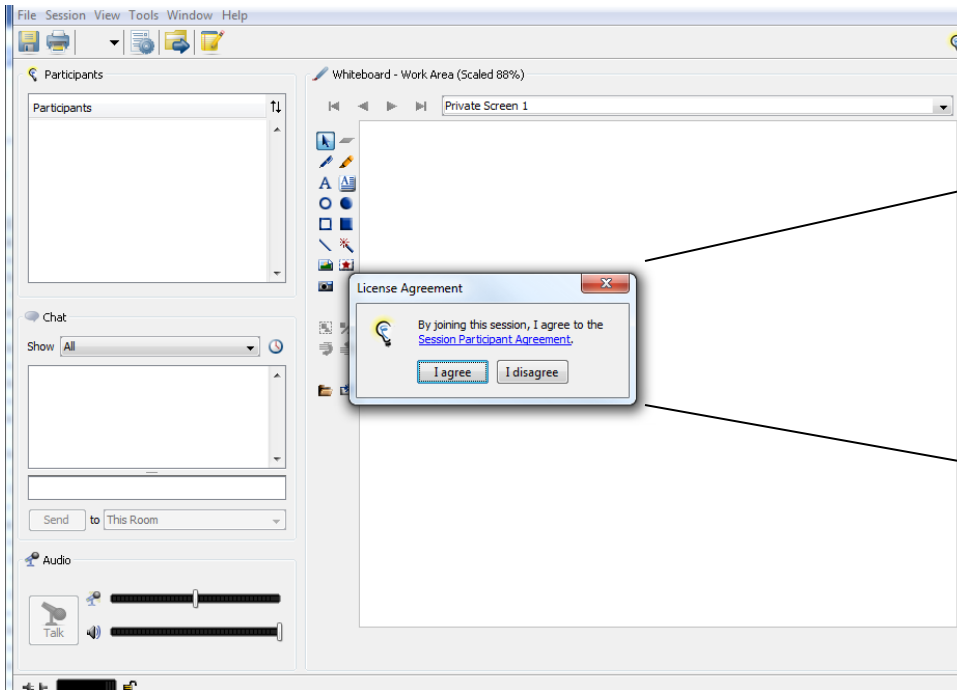 File Session View Tools Window Help
Participants
Participants
Chat
Show All
Send to This Room
Audio
Talk
Whiteboard - Work Area (Scaled 88%)
Private Screen 1
A A
License Agreement
By joining this session, I agree to the
Session Participant Agreement.
I agree I disagree